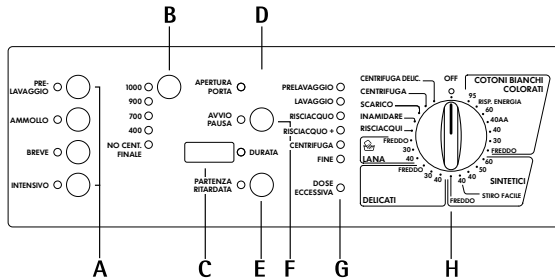 B
D
PRE-
LAVAGGIO
AMMOLLO
BREVE
INTENSIVO
A
1000
900
700
400
NO CENT.
FINALE
APERTURA
PORTA
AVVIO
PAUSA
DURATA
PARTENZA
RITARDATA
C
E
F
PRELAVAGGIO
LAVAGGIO
RISCIACQUO
RISCIACQUO +
CENTRIFUGA
FINE
DOSE
ECCESSIVA
G
CENTRIFUGA DELIC.
CENTRIFUGA
SCARICO
INAMIDARE
RISCIACQUI
FREDDO
30
40
LANA
FREDDO
30
40
DELICATI
OFF
COTONI BIANCHI
COLORATI
95
RISP. ENERGIA
60
40AA
40
30
FREDDO
60
50
40
40
SINTETICI
STIRO FACILE
FREDDO
H